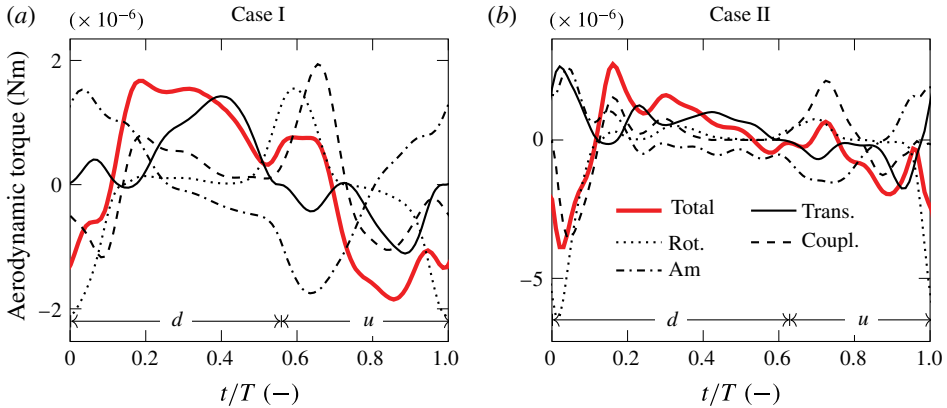 (a) (× 10⁻⁶) Case I
Aerodynamic torque (Nm)
2
0
−2
d u
0 0.2 0.4 0.6 0.8 1.0
t/T (−)
(b) (× 10⁻⁶) Case II
0
−5
Total Trans.
Rot. Coupl.
Am
d u
0 0.2 0.4 0.6 0.8 1.0
t/T (−)